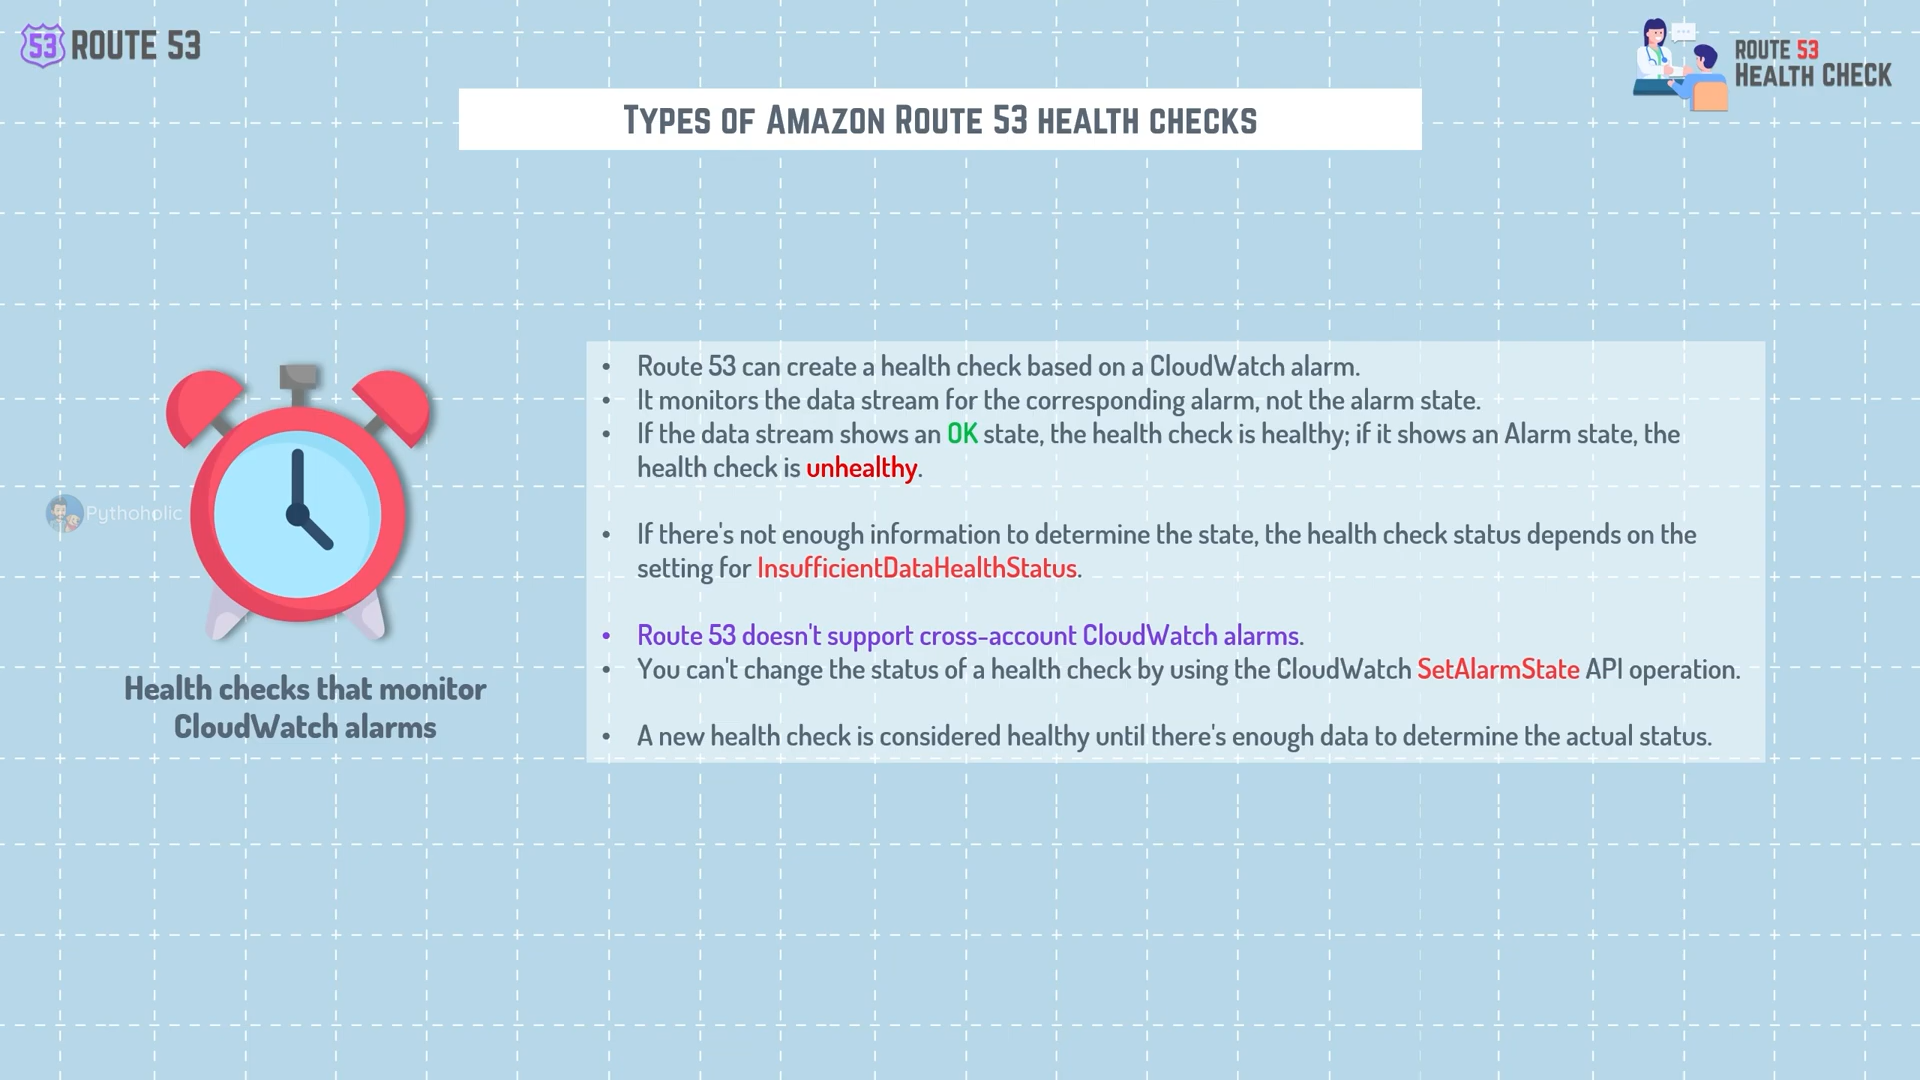 53 ROUTE 53
ROUTE 53
HEALTH CHECK
TYPES OF AMAZON ROUTE 53 HEALTH CHECKS
• Route 53 can create a health check based on a CloudWatch alarm.
• It monitors the data stream for the corresponding alarm, not the alarm state.
• If the data stream shows an OK state, the health check is healthy; if it shows an Alarm state, the
health check is unhealthy.
• If there's not enough information to determine the state, the health check status depends on the
setting for InsufficientDataHealthStatus.
• Route 53 doesn't support cross-account CloudWatch alarms.
• You can't change the status of a health check by using the CloudWatch SetAlarmState API operation.
• A new health check is considered healthy until there's enough data to determine the actual status.
Pythoholic
Health checks that monitor
CloudWatch alarms